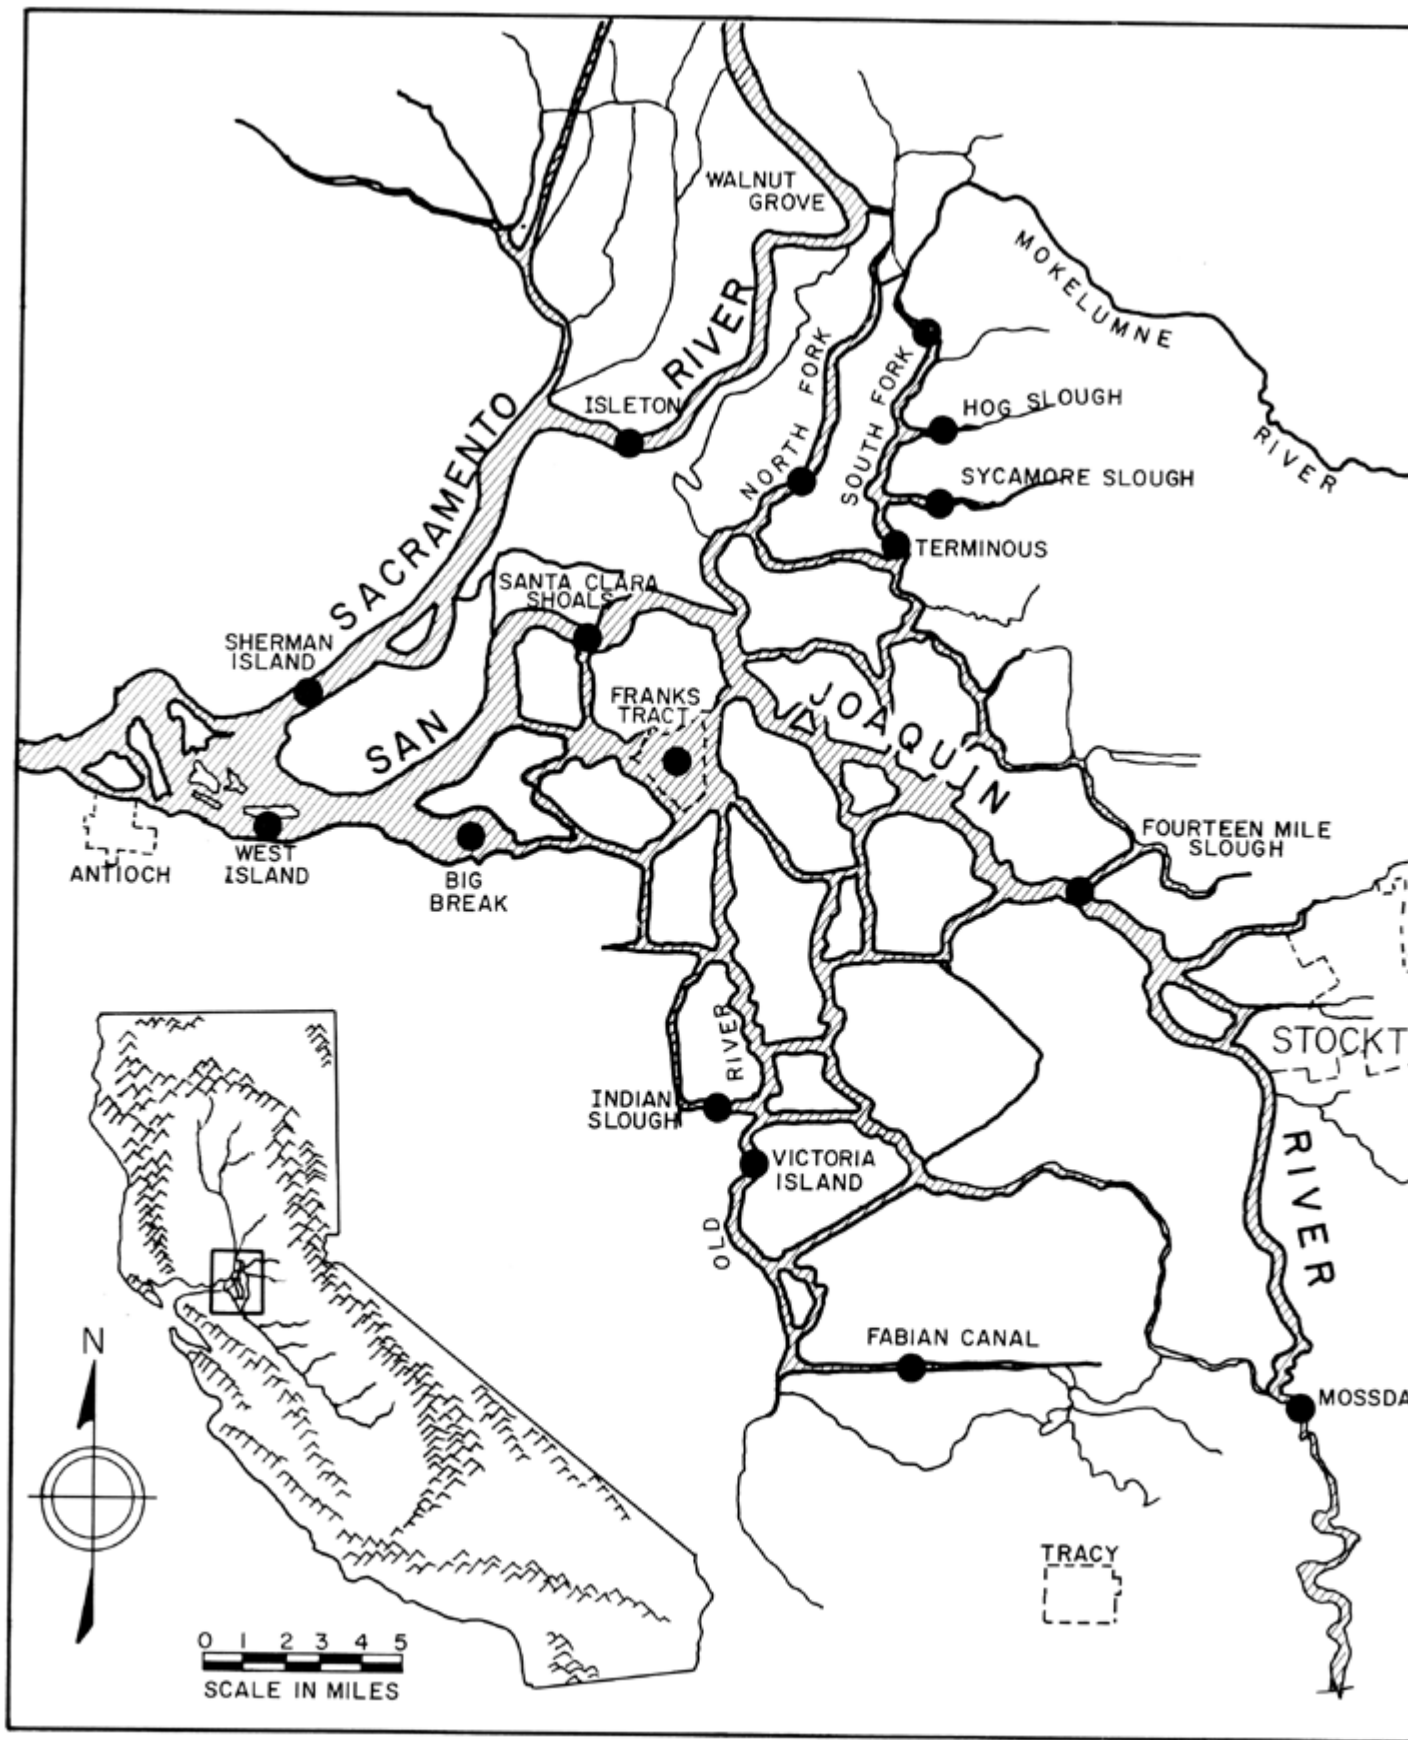 WALNUT
GROVE
MOKELUMNE
RIVER
RIVER
NORTH FORK
SOUTH FORK
ISLETON
HOG SLOUGH
SYCAMORE SLOUGH
TERMINOUS
SACRAMENTO
SANTA CLARA
SHOALS
SHERMAN
ISLAND
FRANKS
TRACT
SAN
JOAQUIN
FOURTEEN MILE
SLOUGH
ANTIOCH
WEST
ISLAND
BIG
BREAK
STOCKT
RIVER
INDIAN
SLOUGH
VICTORIA
ISLAND
OLD
RIVER
FABIAN CANAL
MOSSDA
N
TRACY
0 1 2 3 4 5
SCALE IN MILES